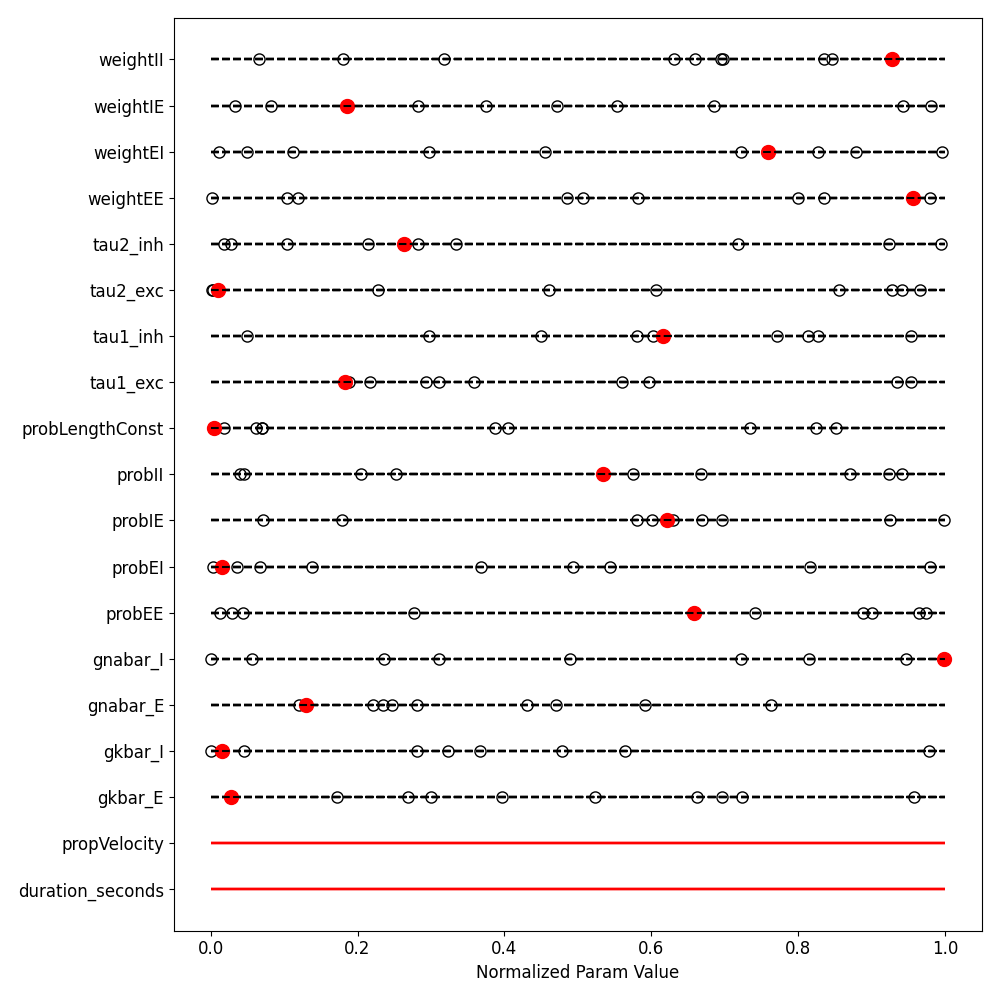 weightII
weightIE
weightEI
weightEE
tau2_inh
tau2_exc
tau1_inh
tau1_exc
probLengthConst
probII
probIE
probEI
probEE
gnabar_I
gnabar_E
gkbar_I
gkbar_E
propVelocity
duration_seconds
0.0 0.2 0.4 0.6 0.8 1.0
Normalized Param Value